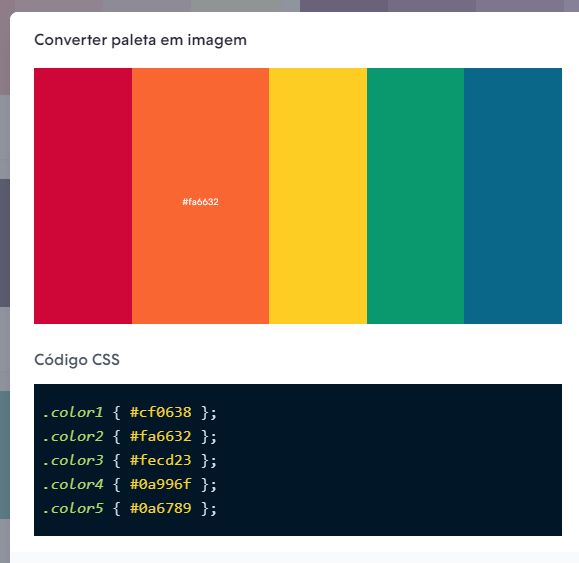 Converter paleta em imagem
#fa6632
Código CSS
.color1 { #cf0638 };
.color2 { #fa6632 };
.color3 { #fecd23 };
.color4 { #0a996f };
.color5 { #0a6789 };